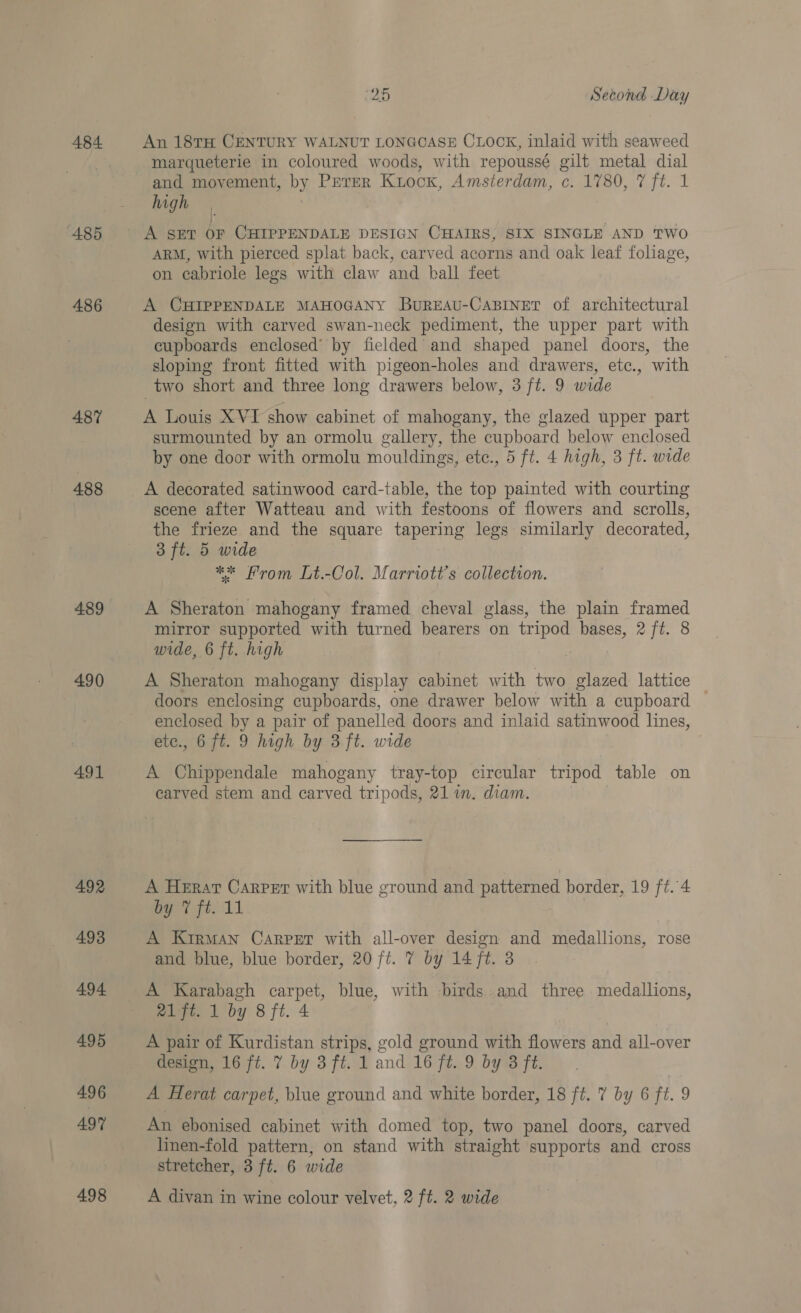 25 Second Day
484 An 18TH CENTURY WALNUT LONGCASE CLOCK, inlaid with seaweed
marqueterie in coloured woods, with repoussé gilt metal dial
and movement, by PETER KLOCK, Amsterdam, c. 1780, 7 ft. 1
high
485 A SET OF CHIPPENDALE DESIGN CHAIRS, SIX SINGLE AND TWO
ARM, with pierced splat back, carved acorns and oak leaf foliage,
on cabriole legs with claw and ball feet
486 A CHIPPENDALE MAHOGANY BUREAU-CABINET of architectural
design with carved swan-neck pediment, the upper part with
cupboards enclosed by fielded and shaped panel doors, the
sloping front fitted with pigeon-holes and drawers, etc., with
two short and three long drawers below, 3 ft. 9 wide
487 A Louis XVI show cabinet of mahogany, the glazed upper part
surmounted by an ormolu gallery, the cupboard below enclosed
by one door with ormolu mouldings, etc., 5 ft. 4 high, 3 ft. wide
488 A decorated satinwood card-table, the top painted with courting
scene after Watteau and with festoons of flowers and scrolls,
the frieze and the square tapering legs similarly decorated,
3 ft. 5 wide
*** From Lt.-Col. Marriott's collection.
489 A Sheraton mahogany framed cheval glass, the plain framed
mirror supported with turned bearers on tripod bases, 2 ft. 8
wide, 6 ft. high
490 A Sheraton mahogany display cabinet with two glazed lattice
doors enclosing cupboards, one drawer below with a cupboard
enclosed by a pair of panelled doors and inlaid satinwood lines,
etc., 6 ft. 9 high by 3 ft. wide
491 A Chippendale mahogany tray-top circular tripod table on
carved stem and carved tripods, 21 in. diam.
492 A HERAT CARPET with blue ground and patterned border, 19 ft. 4
by 7 ft. 11
493 A KIRMAN CARPET with all-over design and medallions, rose
and blue, blue border, 20 ft. 7 by 14 ft. 3
494 A Karabagh carpet, blue, with birds and three medallions,
21 ft. 1 by 8 ft. 4
495 A pair of Kurdistan strips, gold ground with flowers and all-over
design, 16 ft. 7 by 3 ft. 1 and 16 ft. 9 by 3 ft.
496 A Herat carpet, blue ground and white border, 18 ft. 7 by 6 ft. 9
497 An ebonised cabinet with domed top, two panel doors, carved
linen-fold pattern, on stand with straight supports and cross
stretcher, 3 ft. 6 wide
498 A divan in wine colour velvet, 2 ft. 2 wide